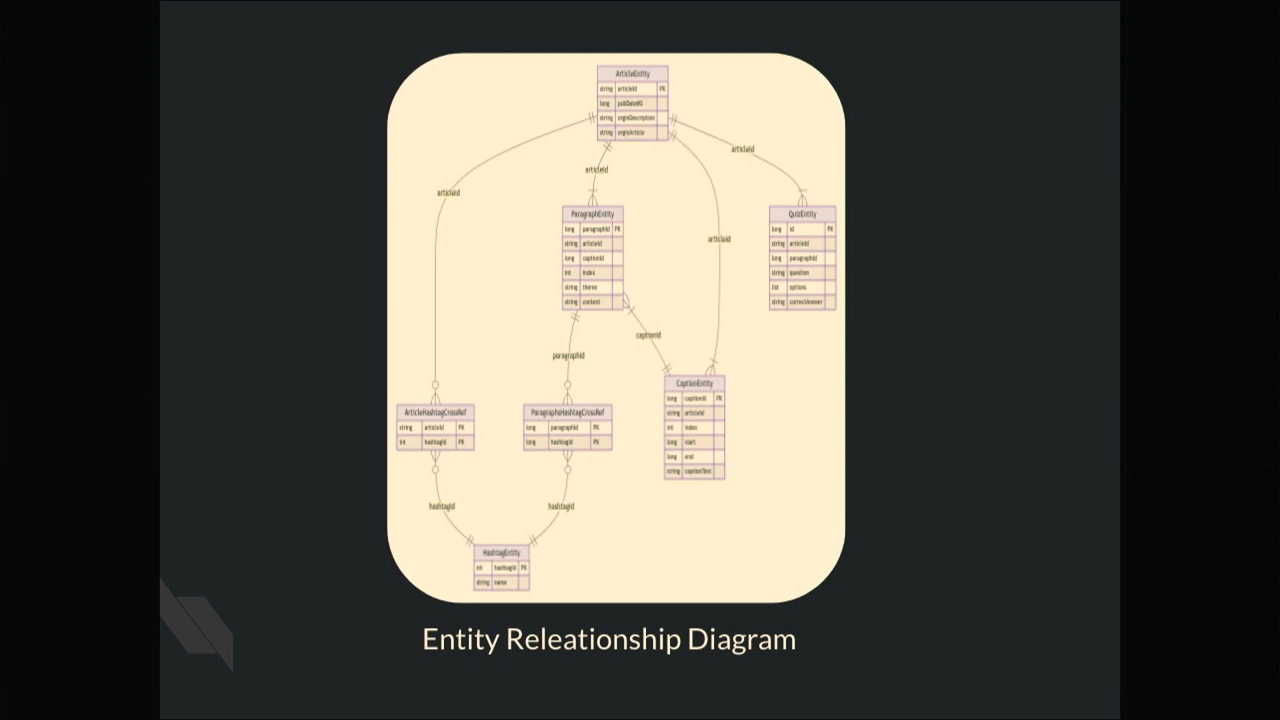 ArticleEntity
string articleId PK
long
string orginDescription
string orginArticle
articleId
articleId
articleId
articleId
ParagraphEntity
long paragraphId PK
string articleId
long captionId
int index
string theme
string content
QuizEntity
long id PK
string articleId
long paragraphId
string question
list options
string correctAnswer
captionId
paragraphId
CaptionEntity
long captionId PK
string articleId
int index
long start
long end
string captionText
ArticleHashtagCrossRef
string articleId PK
int hashtagId PK
ParagraphsHashtagCrossRef
long paragraphId PK
long hashtagId PK
hashtagId
hashtagId
HashtagEntity
int hashtagId PK
string name
Entity Releationship Diagram